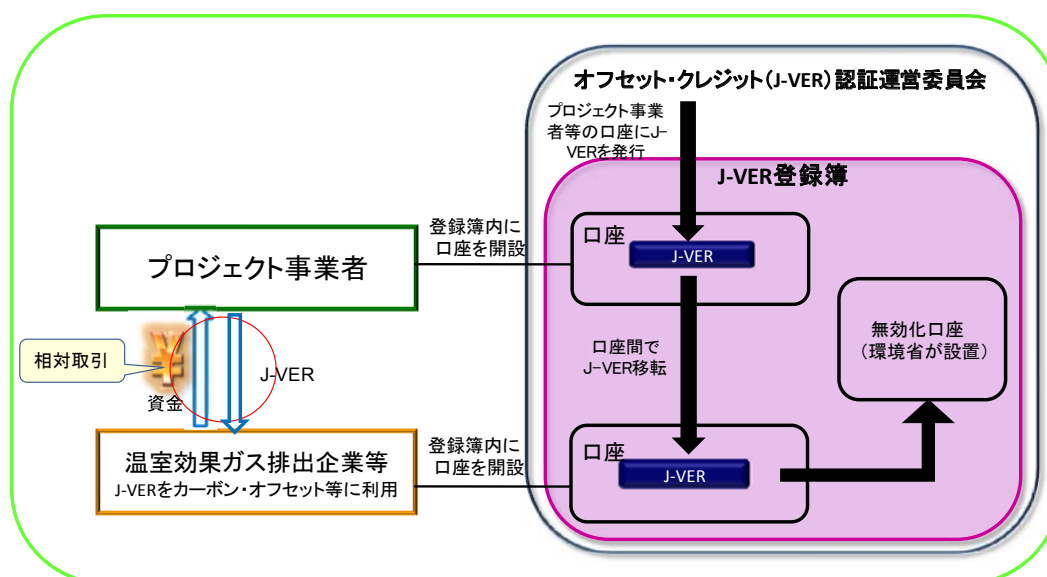 オフセット・クレジット(J-VER)認証運営委員会
プロジェクト事業
者等の口座にJ-
VERを発行
J-VER登録簿
登録簿内に
口座を開設
口座
J-VER
プロジェクト事業者
無効化口座
(環境省が設置)
口座間で
J-VER移転
相対取引
¥
資金
J-VER
登録簿内に
口座を開設
口座
J-VER
温室効果ガス排出企業等
J-VERをカーボン・オフセット等に利用